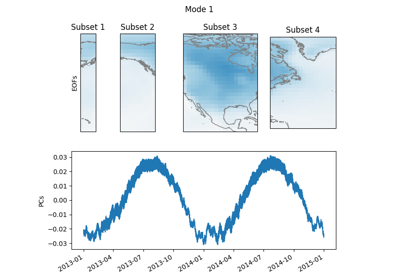 Mode 1
Subset 1
Subset 2
Subset 3
Subset 4
EOFs
PCs
0.03
0.02
0.01
0.00
−0.01
−0.02
−0.03
2013-01
2013-04
2013-07
2013-10
2014-01
2014-04
2014-07
2014-10
2015-01